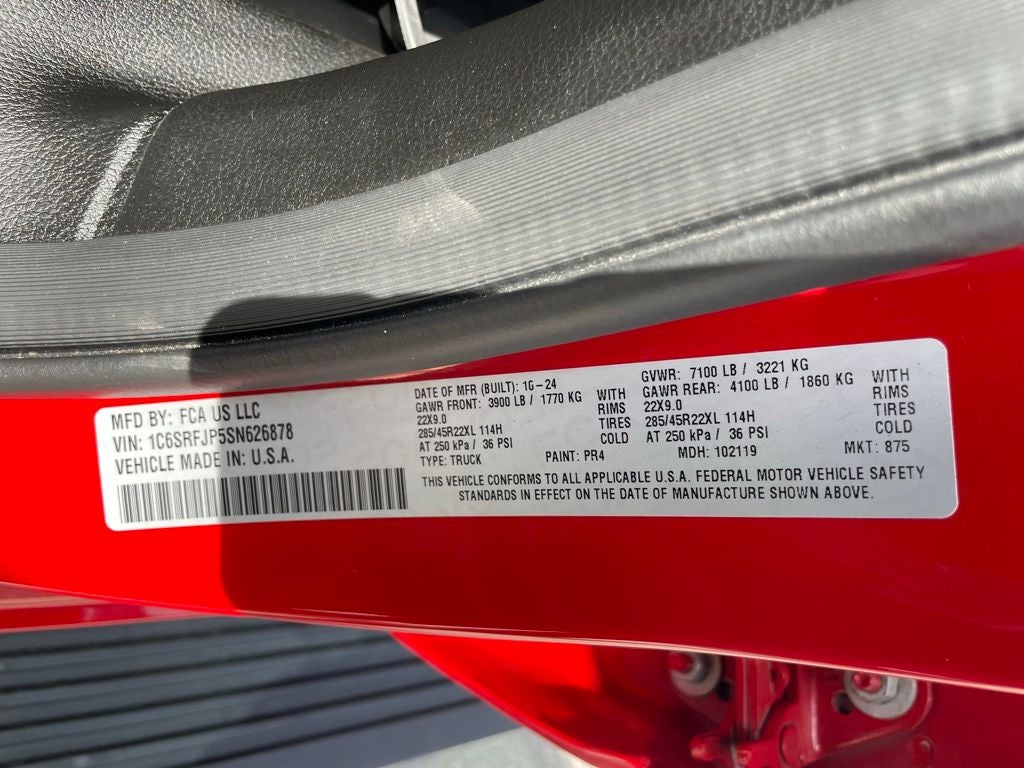 MFD BY: FCA US LLC
VIN: 1C6SRFJP5SN626878
VEHICLE MADE IN: U.S.A.
DATE OF MFR (BUILT): 10-24
GAWR FRONT: 3900 LB / 1770 KG WITH
22X9.0 RIMS
285/45R22XL 114H TIRES
AT 250 kPa / 36 PSI COLD
TYPE: TRUCK PAINT: PR4
GVWR: 7100 LB / 3221 KG
GAWR REAR: 4100 LB / 1860 KG WITH
22X9.0 RIMS
285/45R22XL 114H TIRES
AT 250 kPa / 36 PSI COLD
MDH: 102119 MKT: 875
THIS VEHICLE CONFORMS TO ALL APPLICABLE U.S.A. FEDERAL MOTOR VEHICLE SAFETY
STANDARDS IN EFFECT ON THE DATE OF MANUFACTURE SHOWN ABOVE.